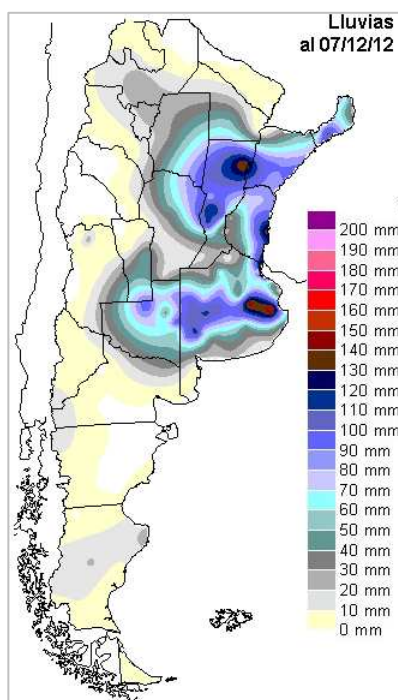 Lluvias
al 07/12/12
200 mm
190 mm
180 mm
170 mm
160 mm
150 mm
140 mm
130 mm
120 mm
110 mm
100 mm
90 mm
80 mm
70 mm
60 mm
50 mm
40 mm
30 mm
20 mm
10 mm
0 mm